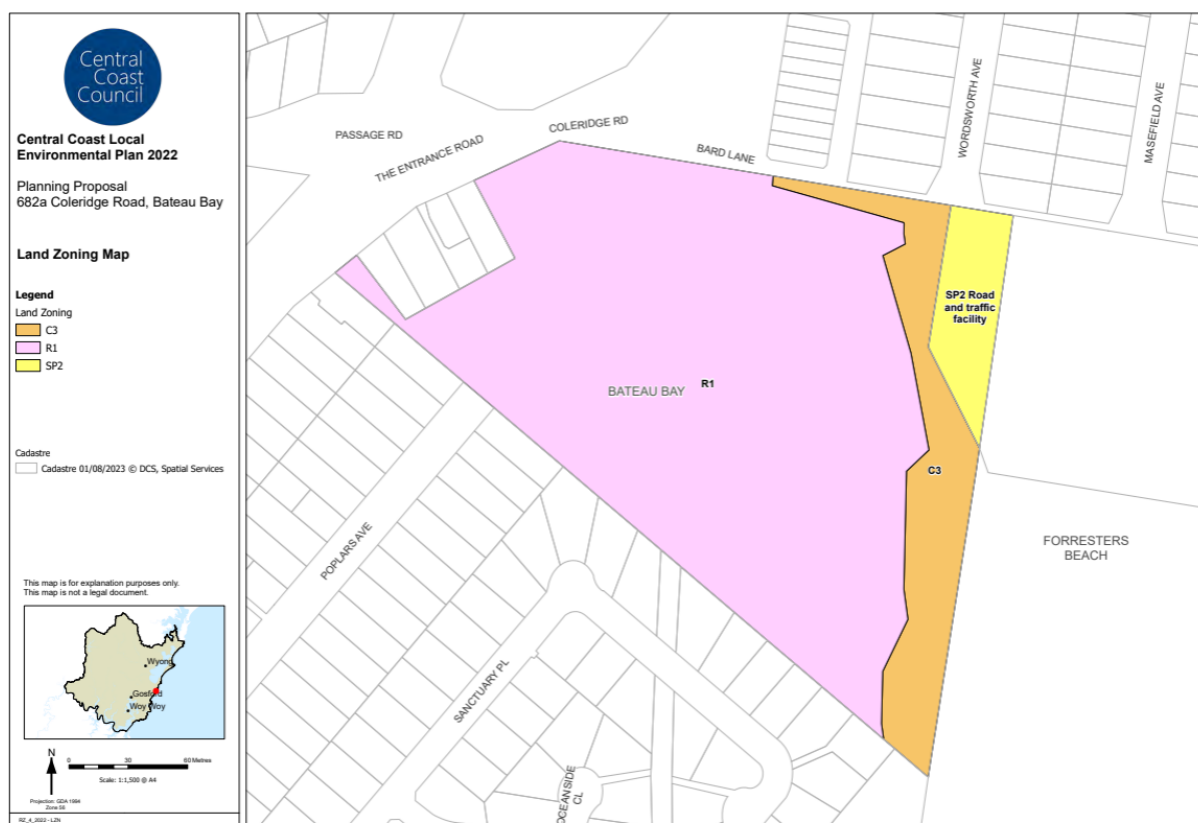 Central
Coast
Council
Central Coast Local
Environmental Plan 2022
Planning Proposal
682a Coleridge Road, Bateau Bay
Land Zoning Map
Legend
Land Zoning
C3
R1
SP2
Cadastre
Cadastre 01/08/2023 © DCS, Spatial Services
This map is for explanation purposes only.
This map is not a legal document.
Wyong
Gosford
Woy Woy
N
0 30 60 Metres
Scale: 1:1,500 @ A4
Projection: GDA 1994
Zone 56
RZ_4_2022 - LZN
PASSAGE RD
THE ENTRANCE ROAD
COLERIDGE RD
BARD LANE
WORDSWORTH AVE
MASEFIELD AVE
SP2 Road
and traffic
facility
BATEAU BAY
R1
C3
FORRESTERS
BEACH
POPLARS AVE
SANCTUARY PL
OCEANSIDE
CL